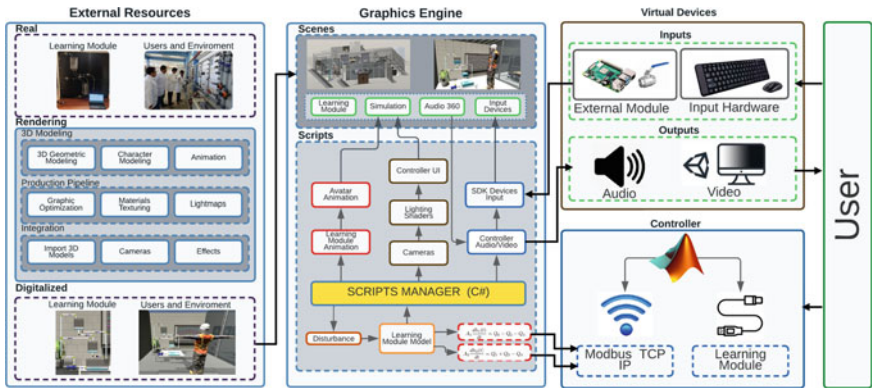 External Resources
Real
Learning Module
Users and Enviroment
Rendering
3D Modeling
3D Geometric
Modeling
Character
Modeling
Animation
Production Pipeline
Graphic
Optimization
Materials
Texturing
Lightmaps
Integration
Import 3D
Models
Cameras
Effects
Digitalized
Learning Module
Users and Enviroment
Graphics Engine
Scenes
Learning
Module
Simulation
Audio 360
Input
Devices
Scripts
Avatar
Animation
Learning
Module
Animation
Controller UI
Lighting
Shaders
Cameras
SDK Devices
Input
Controller
Audio/Video
SCRIPTS MANAGER (C#)
Disturbance
Learning
Module Model
Virtual Devices
Inputs
External Module
Input Hardware
Outputs
Audio
Video
Controller
Modbus TCP
IP
Learning
Module
User